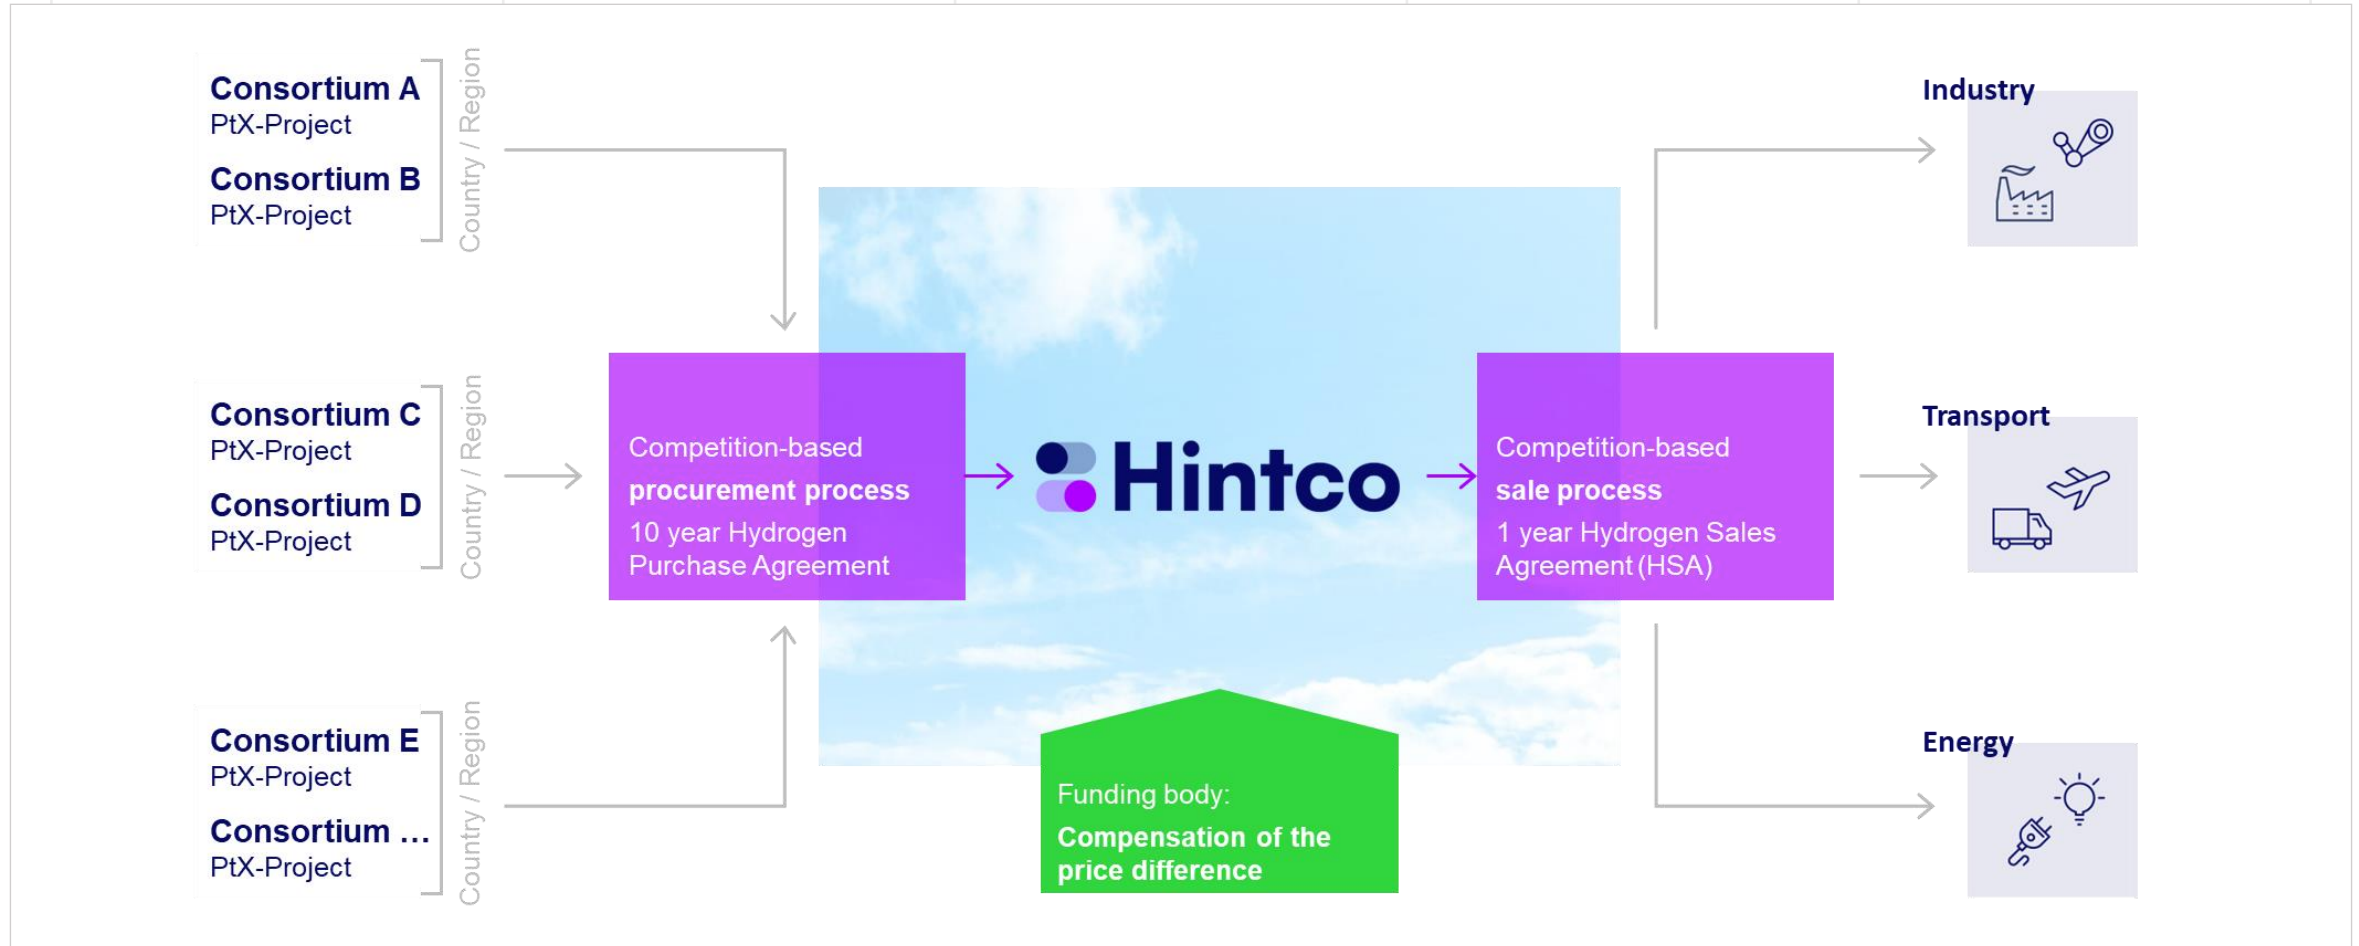 Consortium A
PtX-Project
Consortium B
PtX-Project
Country / Region
Consortium C
PtX-Project
Consortium D
PtX-Project
Country / Region
Consortium E
PtX-Project
Consortium ...
PtX-Project
Country / Region
Competition-based
procurement process
10 year Hydrogen
Purchase Agreement
Hintco
Funding body:
Compensation of the
price difference
Competition-based
sale process
1 year Hydrogen Sales
Agreement (HSA)
Industry
Transport
Energy